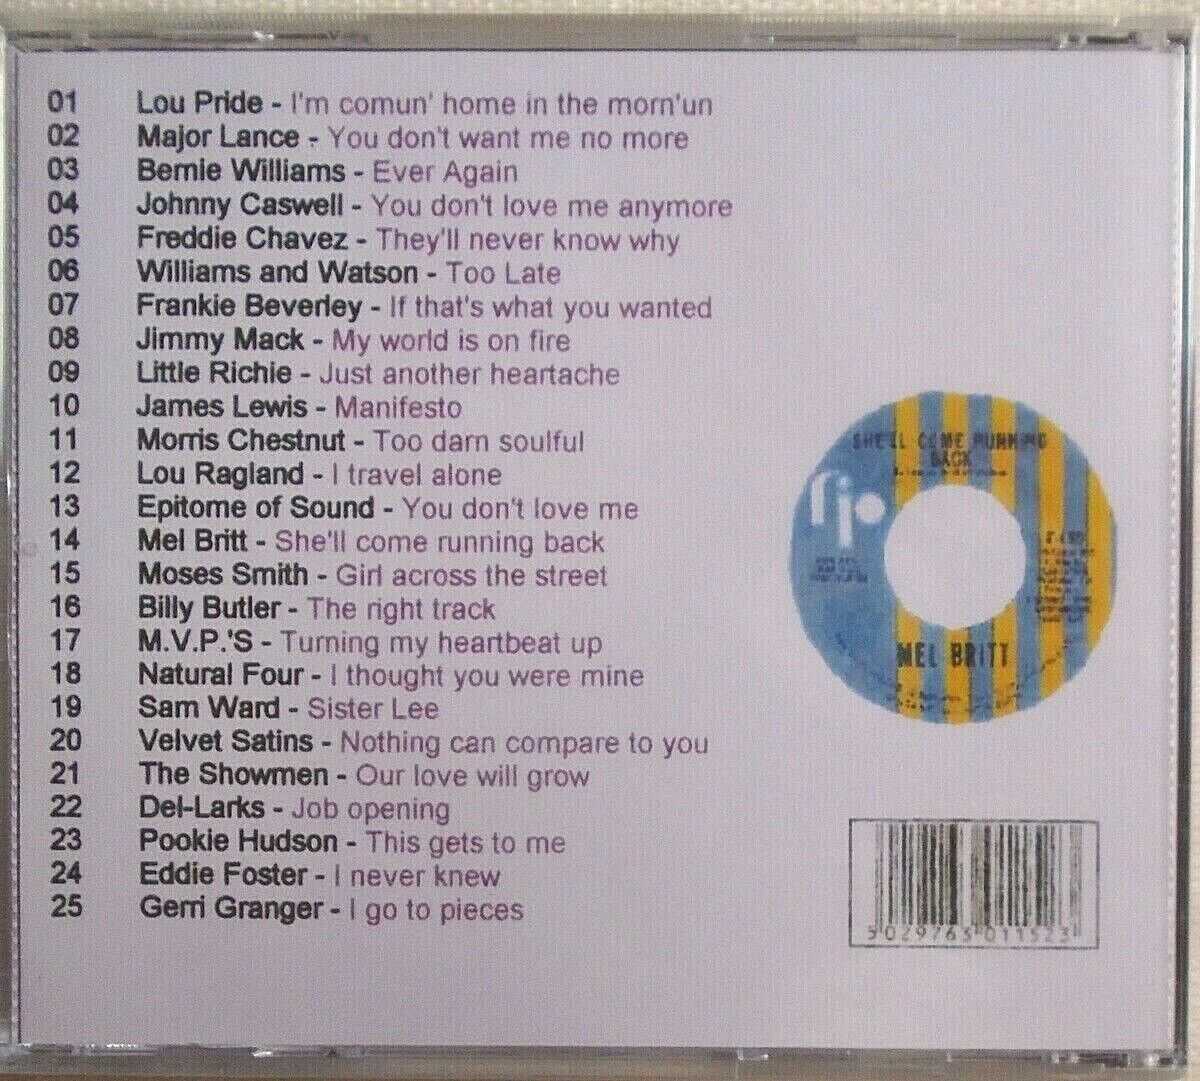 01 Lou Pride - I'm comun' home in the morn'un
02 Major Lance - You don't want me no more
03 Bernie Williams - Ever Again
04 Johnny Caswell - You don't love me anymore
05 Freddie Chavez - They'll never know why
06 Williams and Watson - Too Late
07 Frankie Beverley - If that's what you wanted
08 Jimmy Mack - My world is on fire
09 Little Richie - Just another heartache
10 James Lewis - Manifesto
11 Morris Chestnut - Too darn soulful
12 Lou Ragland - I travel alone
13 Epitome of Sound - You don't love me
14 Mel Britt - She'll come running back
15 Moses Smith - Girl across the street
16 Billy Butler - The right track
17 M.V.P.'S - Turning my heartbeat up
18 Natural Four - I thought you were mine
19 Sam Ward - Sister Lee
20 Velvet Satins - Nothing can compare to you
21 The Showmen - Our love will grow
22 Del-Larks - Job opening
23 Pookie Hudson - This gets to me
24 Eddie Foster - I never knew
25 Gerri Granger - I go to pieces
SHE'LL COME RUNNING
BACK
fip
MEL BRITT
5029763011523